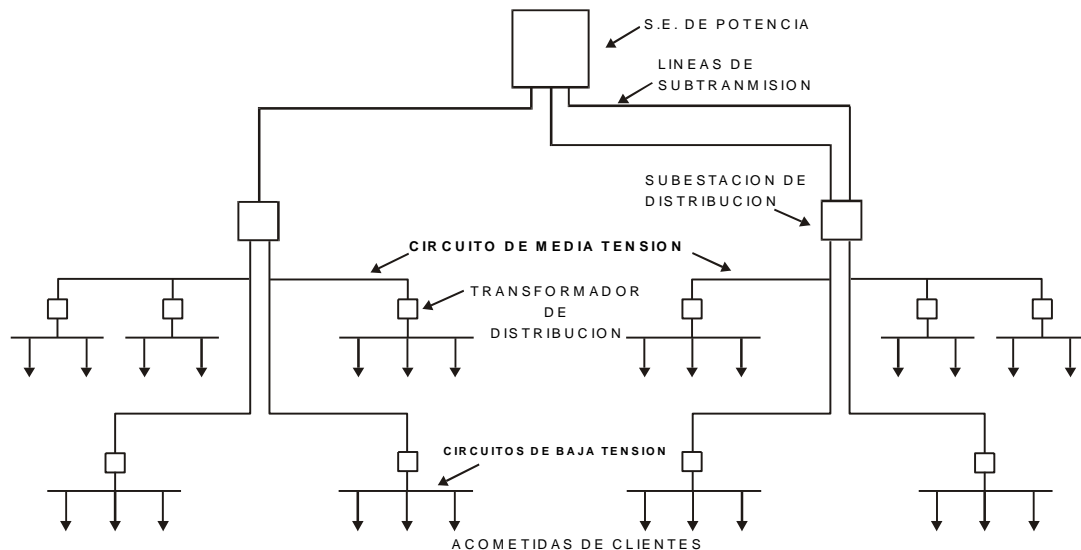 S.E. DE POTENCIA
LINEAS DE
SUBTRANMISION
SUBESTACION DE
DISTRIBUCION
CIRCUITO DE MEDIA TENSION
TRANSFORMADOR
DE
DISTRIBUCION
CIRCUITOS DE BAJA TENSION
ACOMETIDAS DE CLIENTES